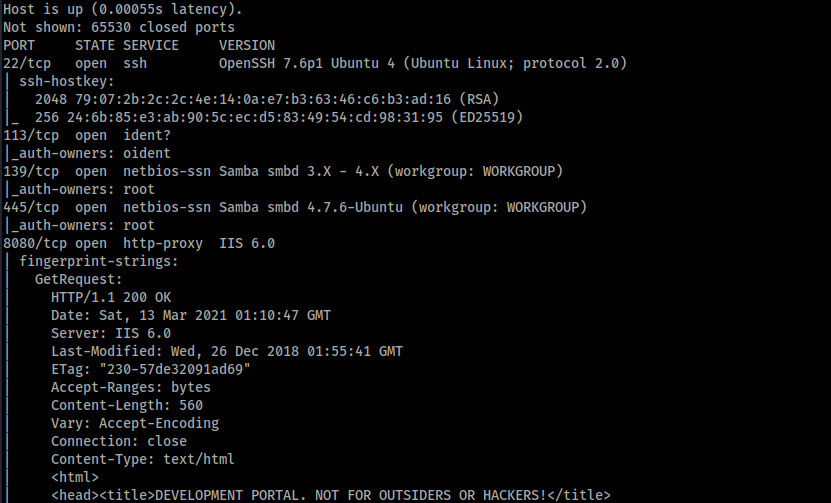 Host is up (0.00055s latency).
Not shown: 65530 closed ports
PORT     STATE SERVICE     VERSION
22/tcp   open  ssh         OpenSSH 7.6p1 Ubuntu 4 (Ubuntu Linux; protocol 2.0)
| ssh-hostkey:
|   2048 79:07:2b:2c:2c:4e:14:0a:e7:b3:63:46:c6:b3:ad:16 (RSA)
|_  256 24:6b:85:e3:ab:90:5c:ec:d5:83:49:54:cd:98:31:95 (ED25519)
113/tcp  open  ident?
|_auth-owners: oident
139/tcp  open  netbios-ssn Samba smbd 3.X - 4.X (workgroup: WORKGROUP)
|_auth-owners: root
445/tcp  open  netbios-ssn Samba smbd 4.7.6-Ubuntu (workgroup: WORKGROUP)
|_auth-owners: root
8080/tcp open  http-proxy  IIS 6.0
| fingerprint-strings:
|   GetRequest:
|     HTTP/1.1 200 OK
|     Date: Sat, 13 Mar 2021 01:10:47 GMT
|     Server: IIS 6.0
|     Last-Modified: Wed, 26 Dec 2018 01:55:41 GMT
|     ETag: "230-57de32091ad69"
|     Accept-Ranges: bytes
|     Content-Length: 560
|     Vary: Accept-Encoding
|     Connection: close
|     Content-Type: text/html
|     <html>
|     <head><title>DEVELOPMENT PORTAL. NOT FOR OUTSIDERS OR HACKERS!</title>